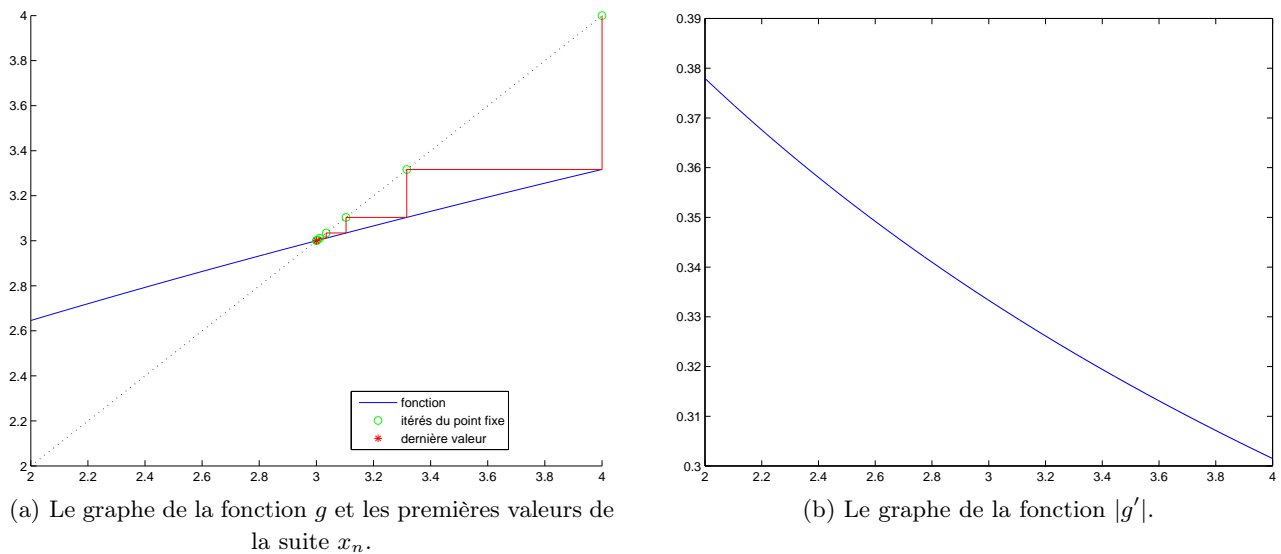 4
3.8
3.6
3.4
3.2
3
2.8
2.6
2.4
2.2
2
2 2.2 2.4 2.6 2.8 3 3.2 3.4 3.6 3.8 4
fonction
itérés du point fixe
dernière valeur
(a) Le graphe de la fonction g et les premières valeurs de
la suite xₙ.
0.39
0.38
0.37
0.36
0.35
0.34
0.33
0.32
0.31
0.3
2 2.2 2.4 2.6 2.8 3 3.2 3.4 3.6 3.8 4
(b) Le graphe de la fonction |g′|.